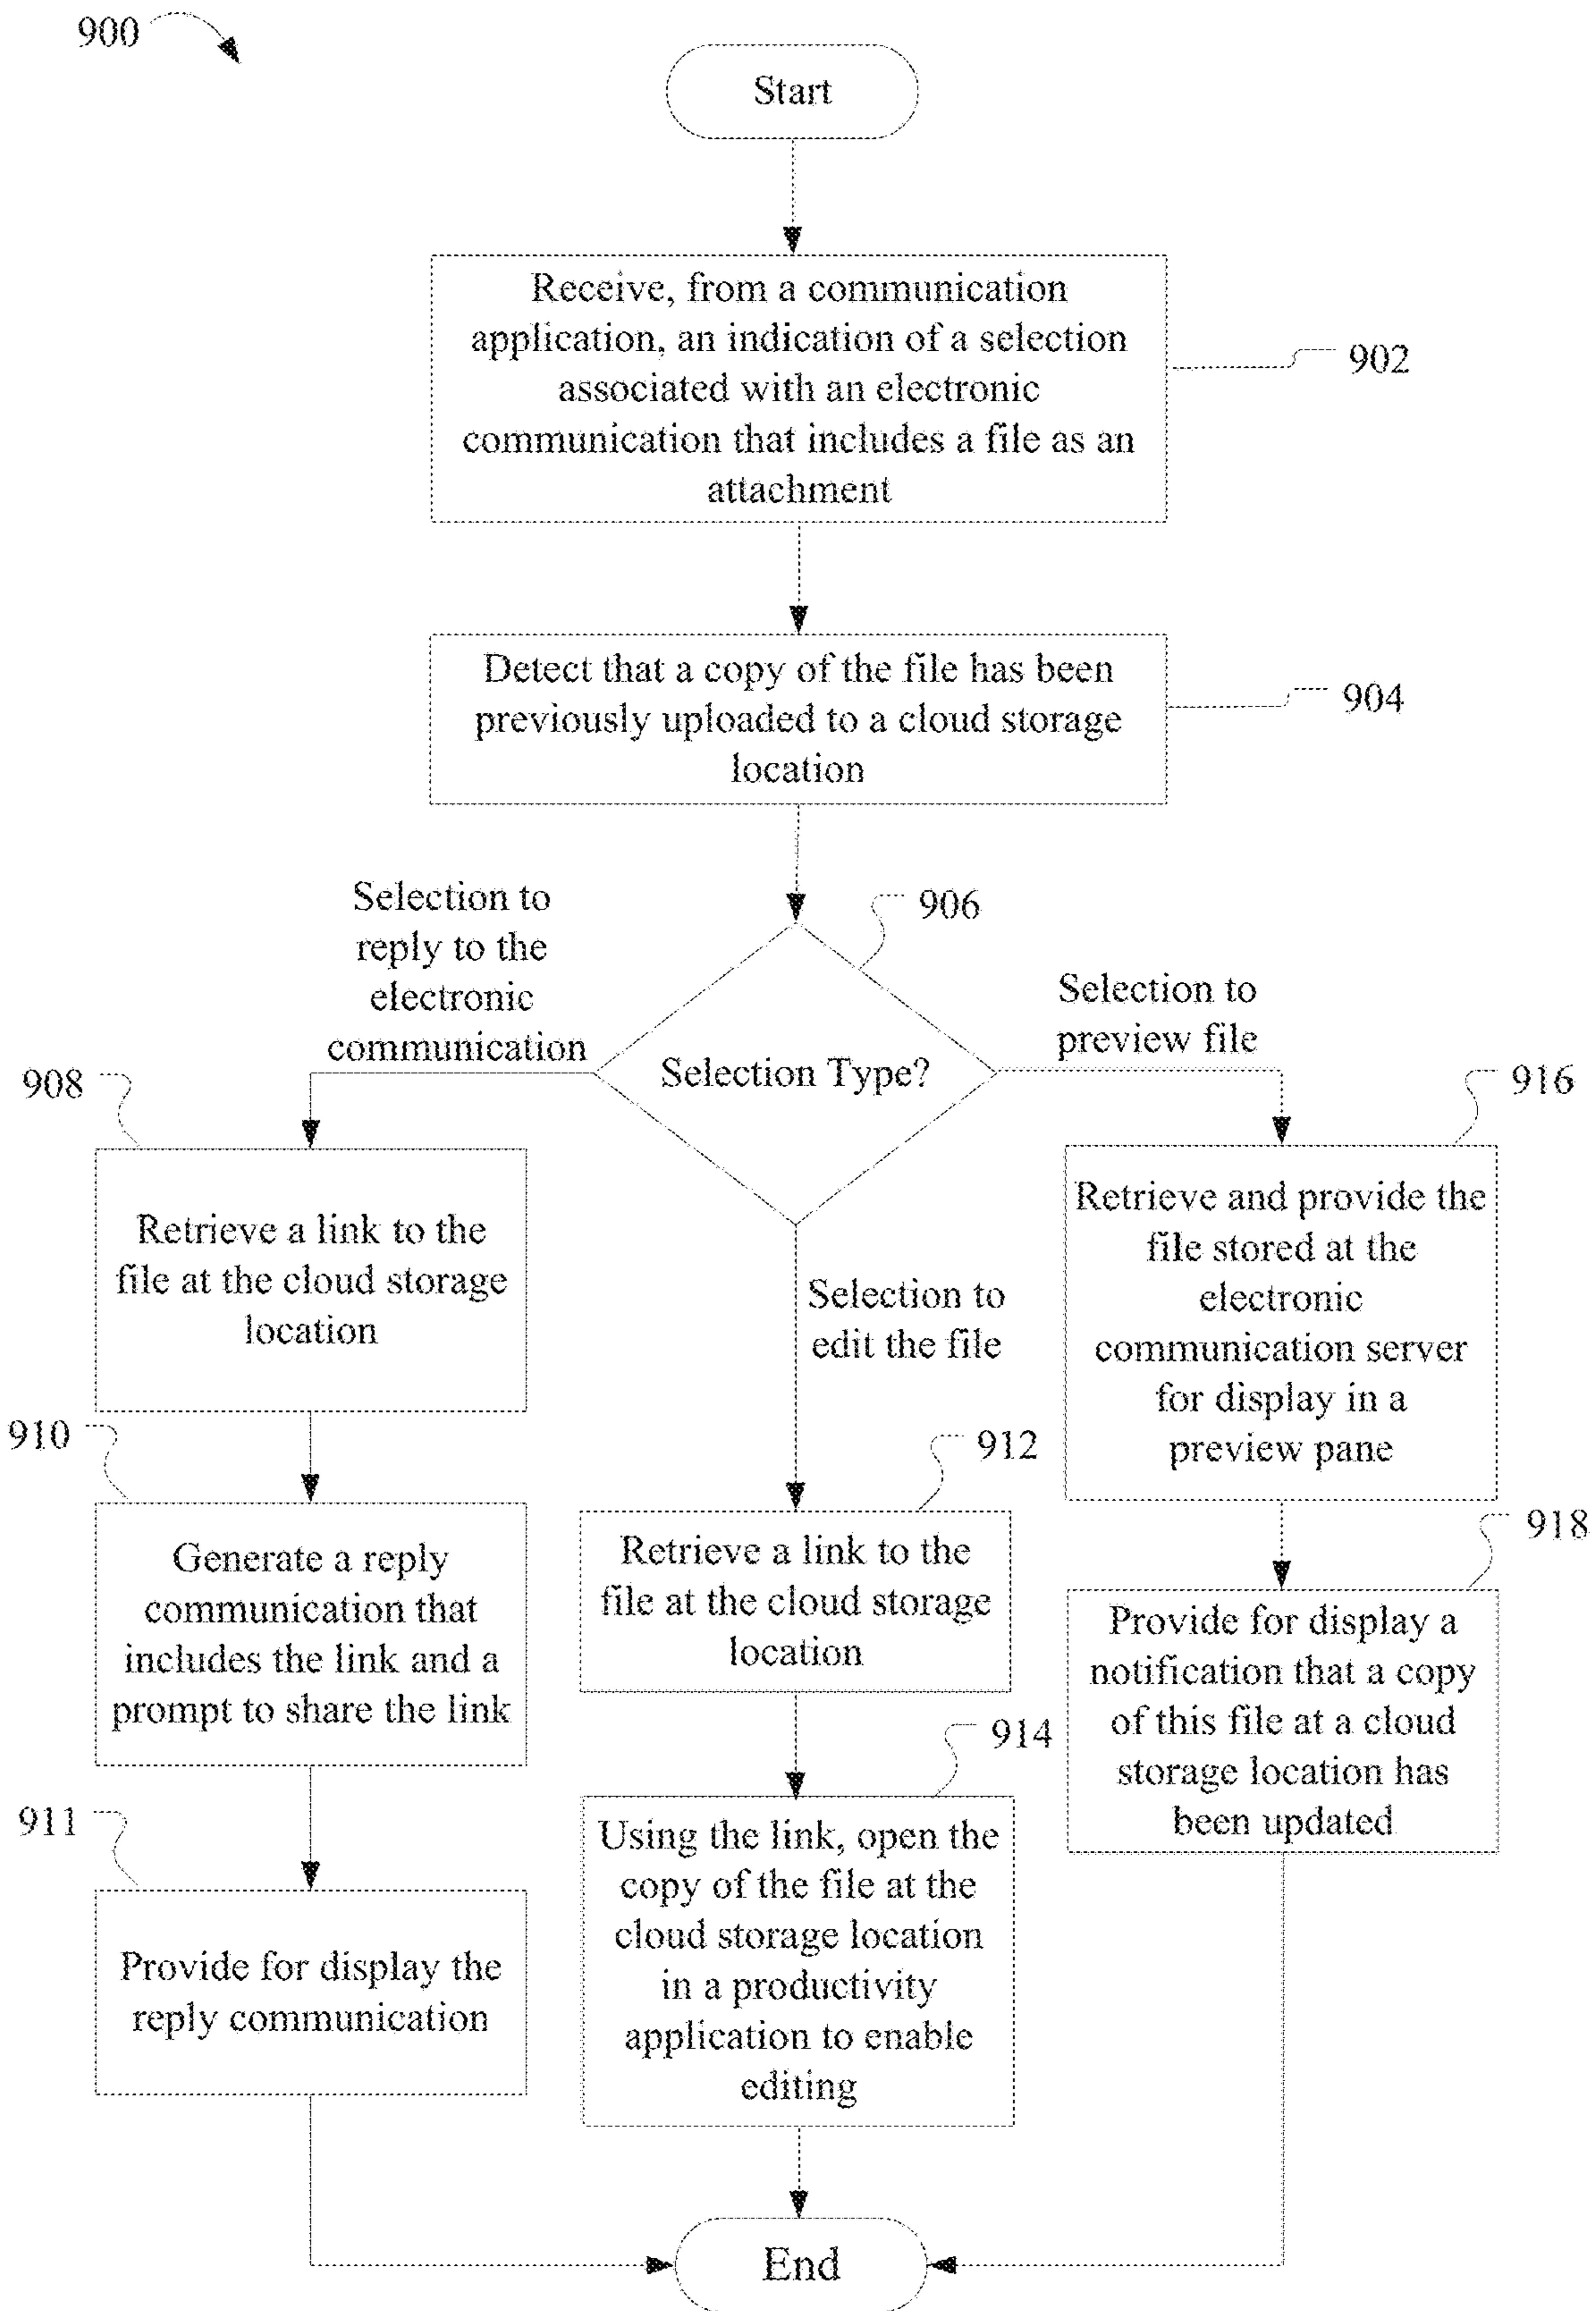 900
Start
Receive, from a communication
application, an indication of a selection
associated with an electronic
communication that includes a file as an
attachment
902
Detect that a copy of the file has been
previously uploaded to a cloud storage
location
904
906
Selection Type?
Selection to
reply to the
electronic
communication
908
Retrieve a link to the
file at the cloud storage
location
910
Generate a reply
communication that
includes the link and a
prompt to share the link
911
Provide for display the
reply communication
Selection to
edit the file
912
Retrieve a link to the
file at the cloud storage
location
914
Using the link, open the
copy of the file at the
cloud storage location
in a productivity
application to enable
editing
Selection to
preview file
916
Retrieve and provide the
file stored at the
electronic
communication server
for display in a
preview pane
918
Provide for display a
notification that a copy
of this file at a cloud
storage location has
been updated
End